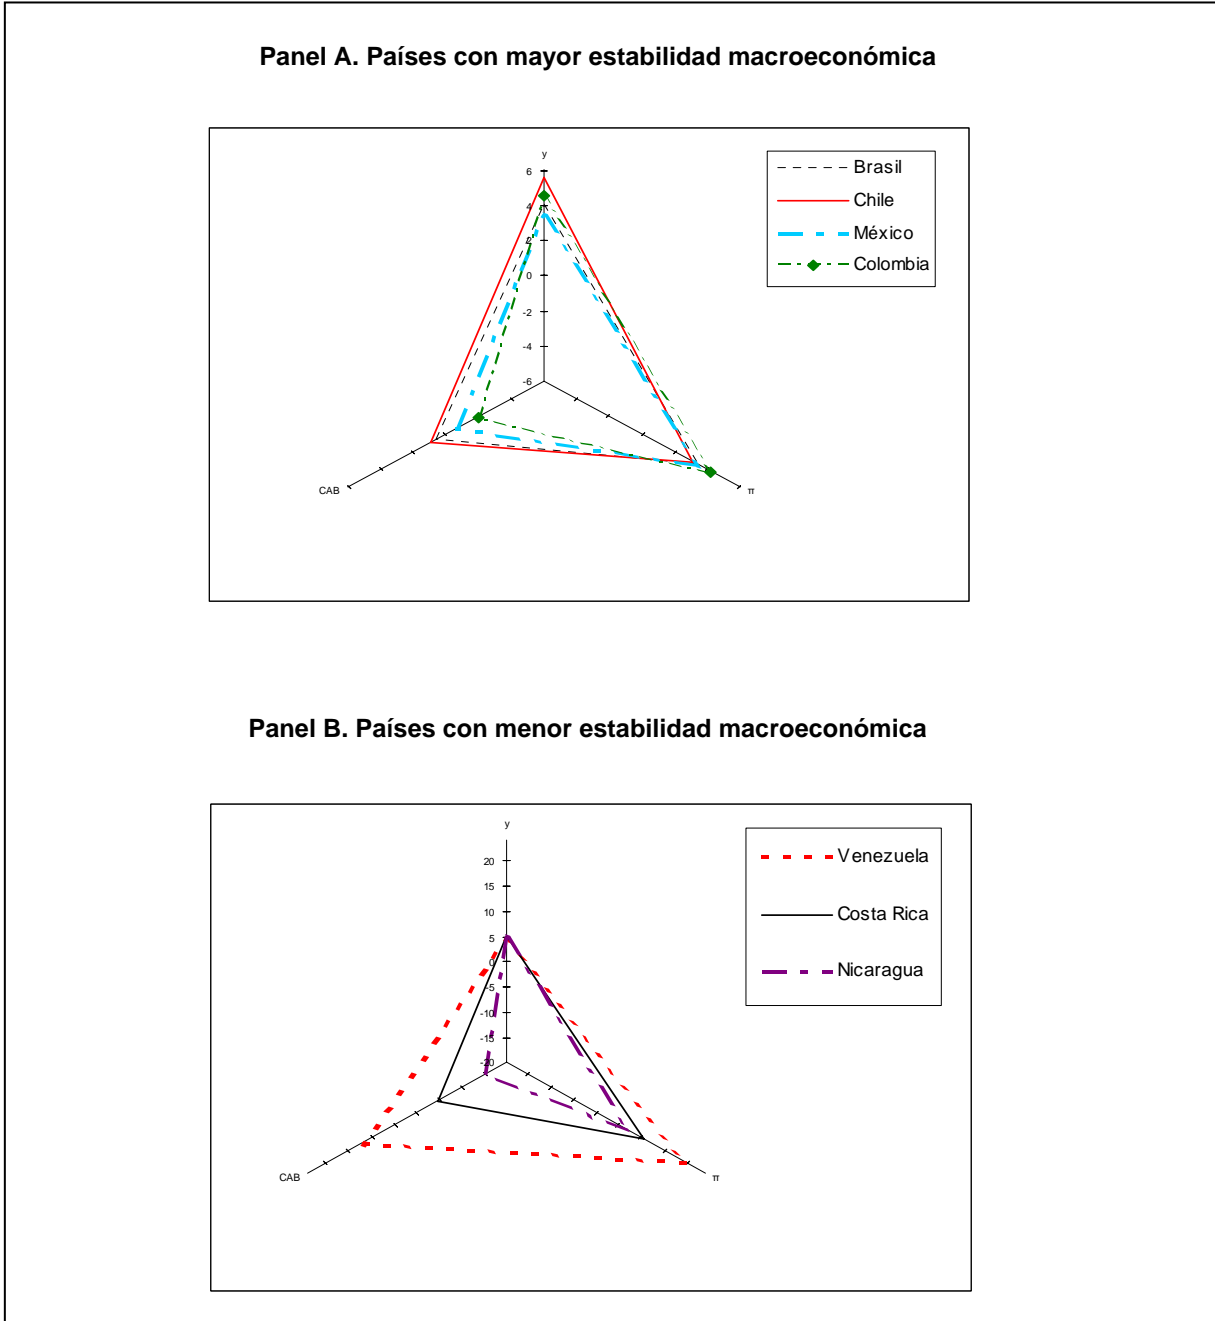 Panel A. Países con mayor estabilidad macroeconómica
y
6
4
2
0
-2
-4
-6
CAB
π
Brasil
Chile
México
Colombia
Panel B. Países con menor estabilidad macroeconómica
y
20
15
10
5
0
-5
-10
-15
-20
CAB
π
Venezuela
Costa Rica
Nicaragua